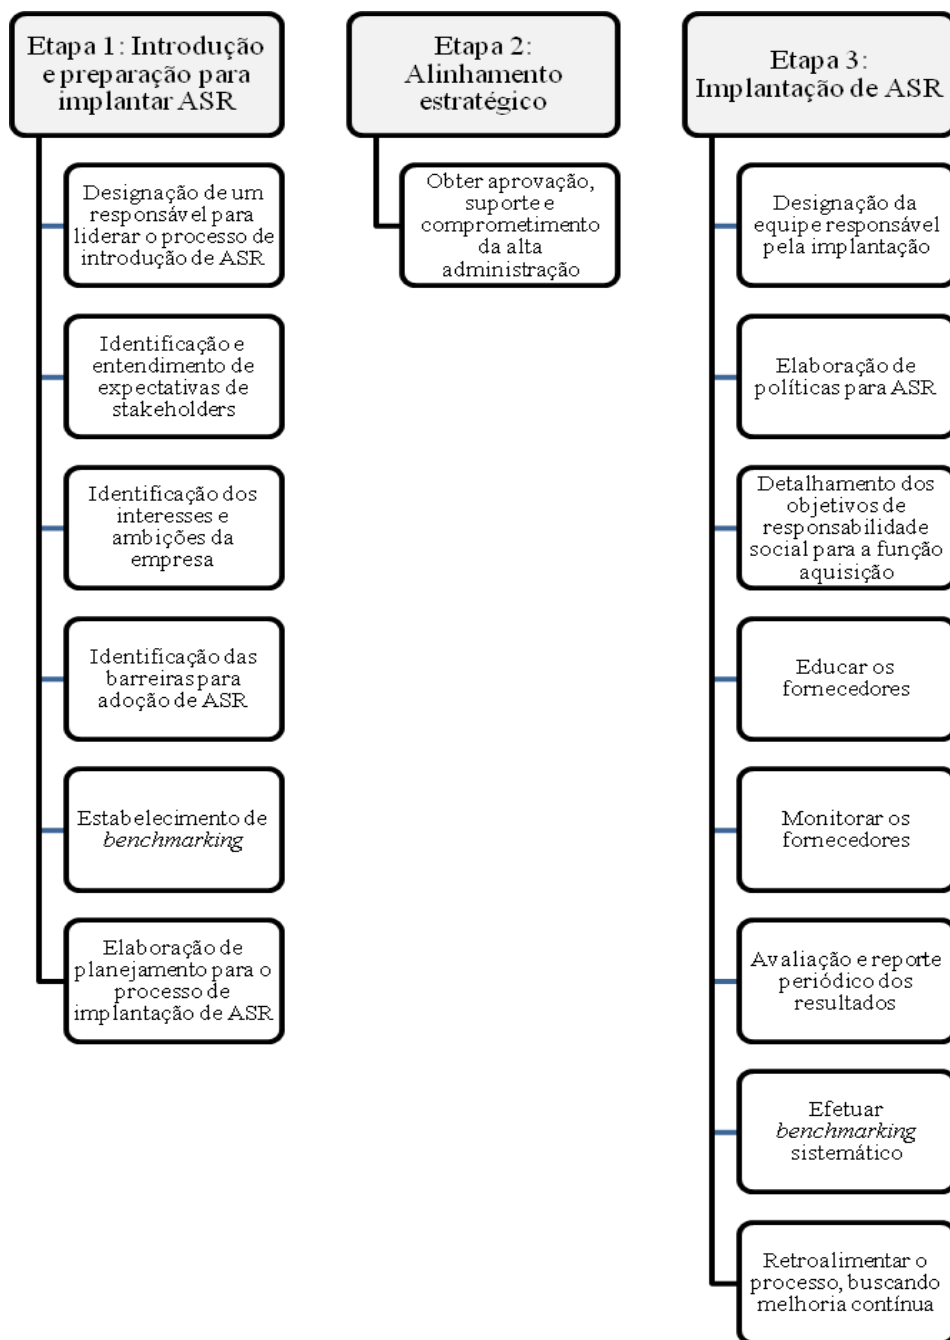 Etapa 1: Introdução
e preparação para
implantar ASR
Designação de um
responsável para
liderar o processo de
introdução de ASR
Identificação e
entendimento de
expectativas de
stakeholders
Identificação dos
interesses e
ambições da
empresa
Identificação das
barreiras para
adoção de ASR
Estabelecimento de
benchmarking
Elaboração de
planejamento para o
processo de
implantação de ASR
Etapa 2:
Alinhamento
estratégico
Obter aprovação,
suporte e
comprometimento
da alta
administração
Etapa 3:
Implantação de ASR
Designação da
equipe responsável
pela implantação
Elaboração de
políticas para ASR
Detalhamento dos
objetivos de
responsabilidade
social para a função
aquisição
Educar os
fornecedores
Monitorar os
fornecedores
Avaliação e reporte
periódico dos
resultados
Efetuar
benchmarking
sistemático
Retroalimentar o
processo, buscando
melhoria contínua